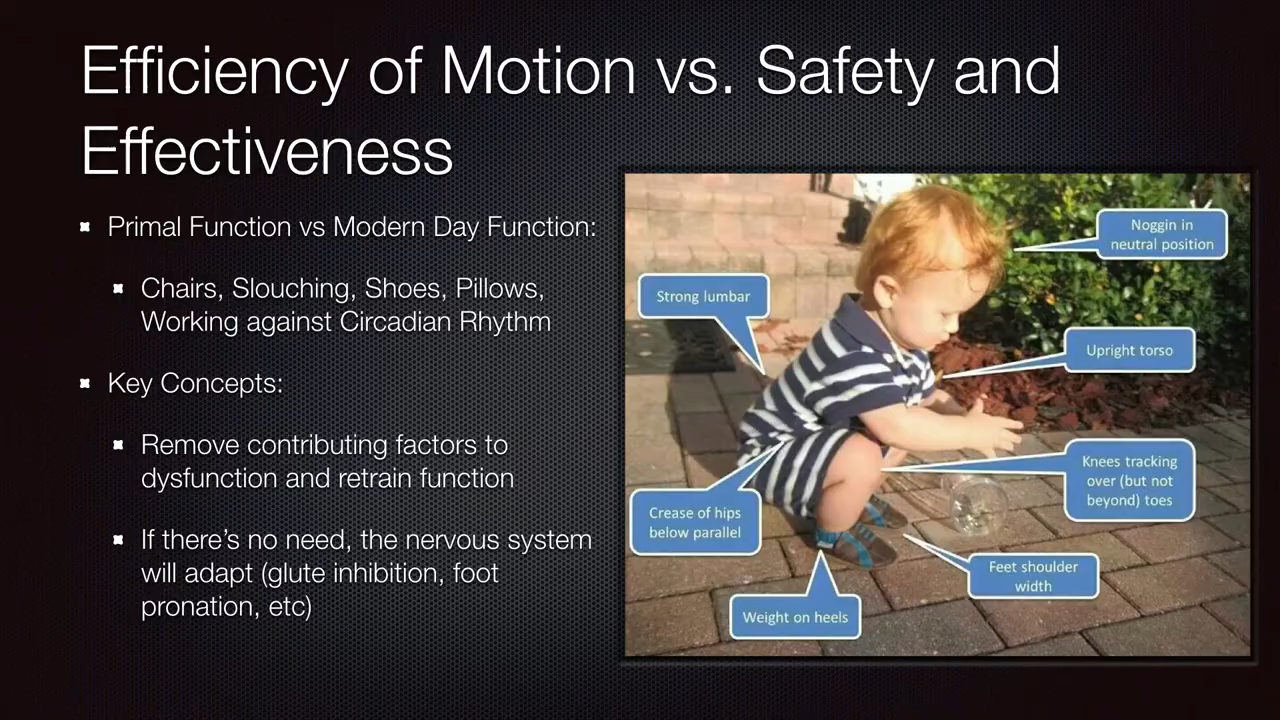 Efficiency of Motion vs. Safety and
Effectiveness
Primal Function vs Modern Day Function:
Chairs, Slouching, Shoes, Pillows,
Working against Circadian Rhythm
Key Concepts:
Remove contributing factors to
dysfunction and retrain function
If there’s no need, the nervous system
will adapt (glute inhibition, foot
pronation, etc)
Noggin in
neutral position
Strong lumbar
Upright torso
Knees tracking
over (but not
beyond) toes
Crease of hips
below parallel
Feet shoulder
width
Weight on heels